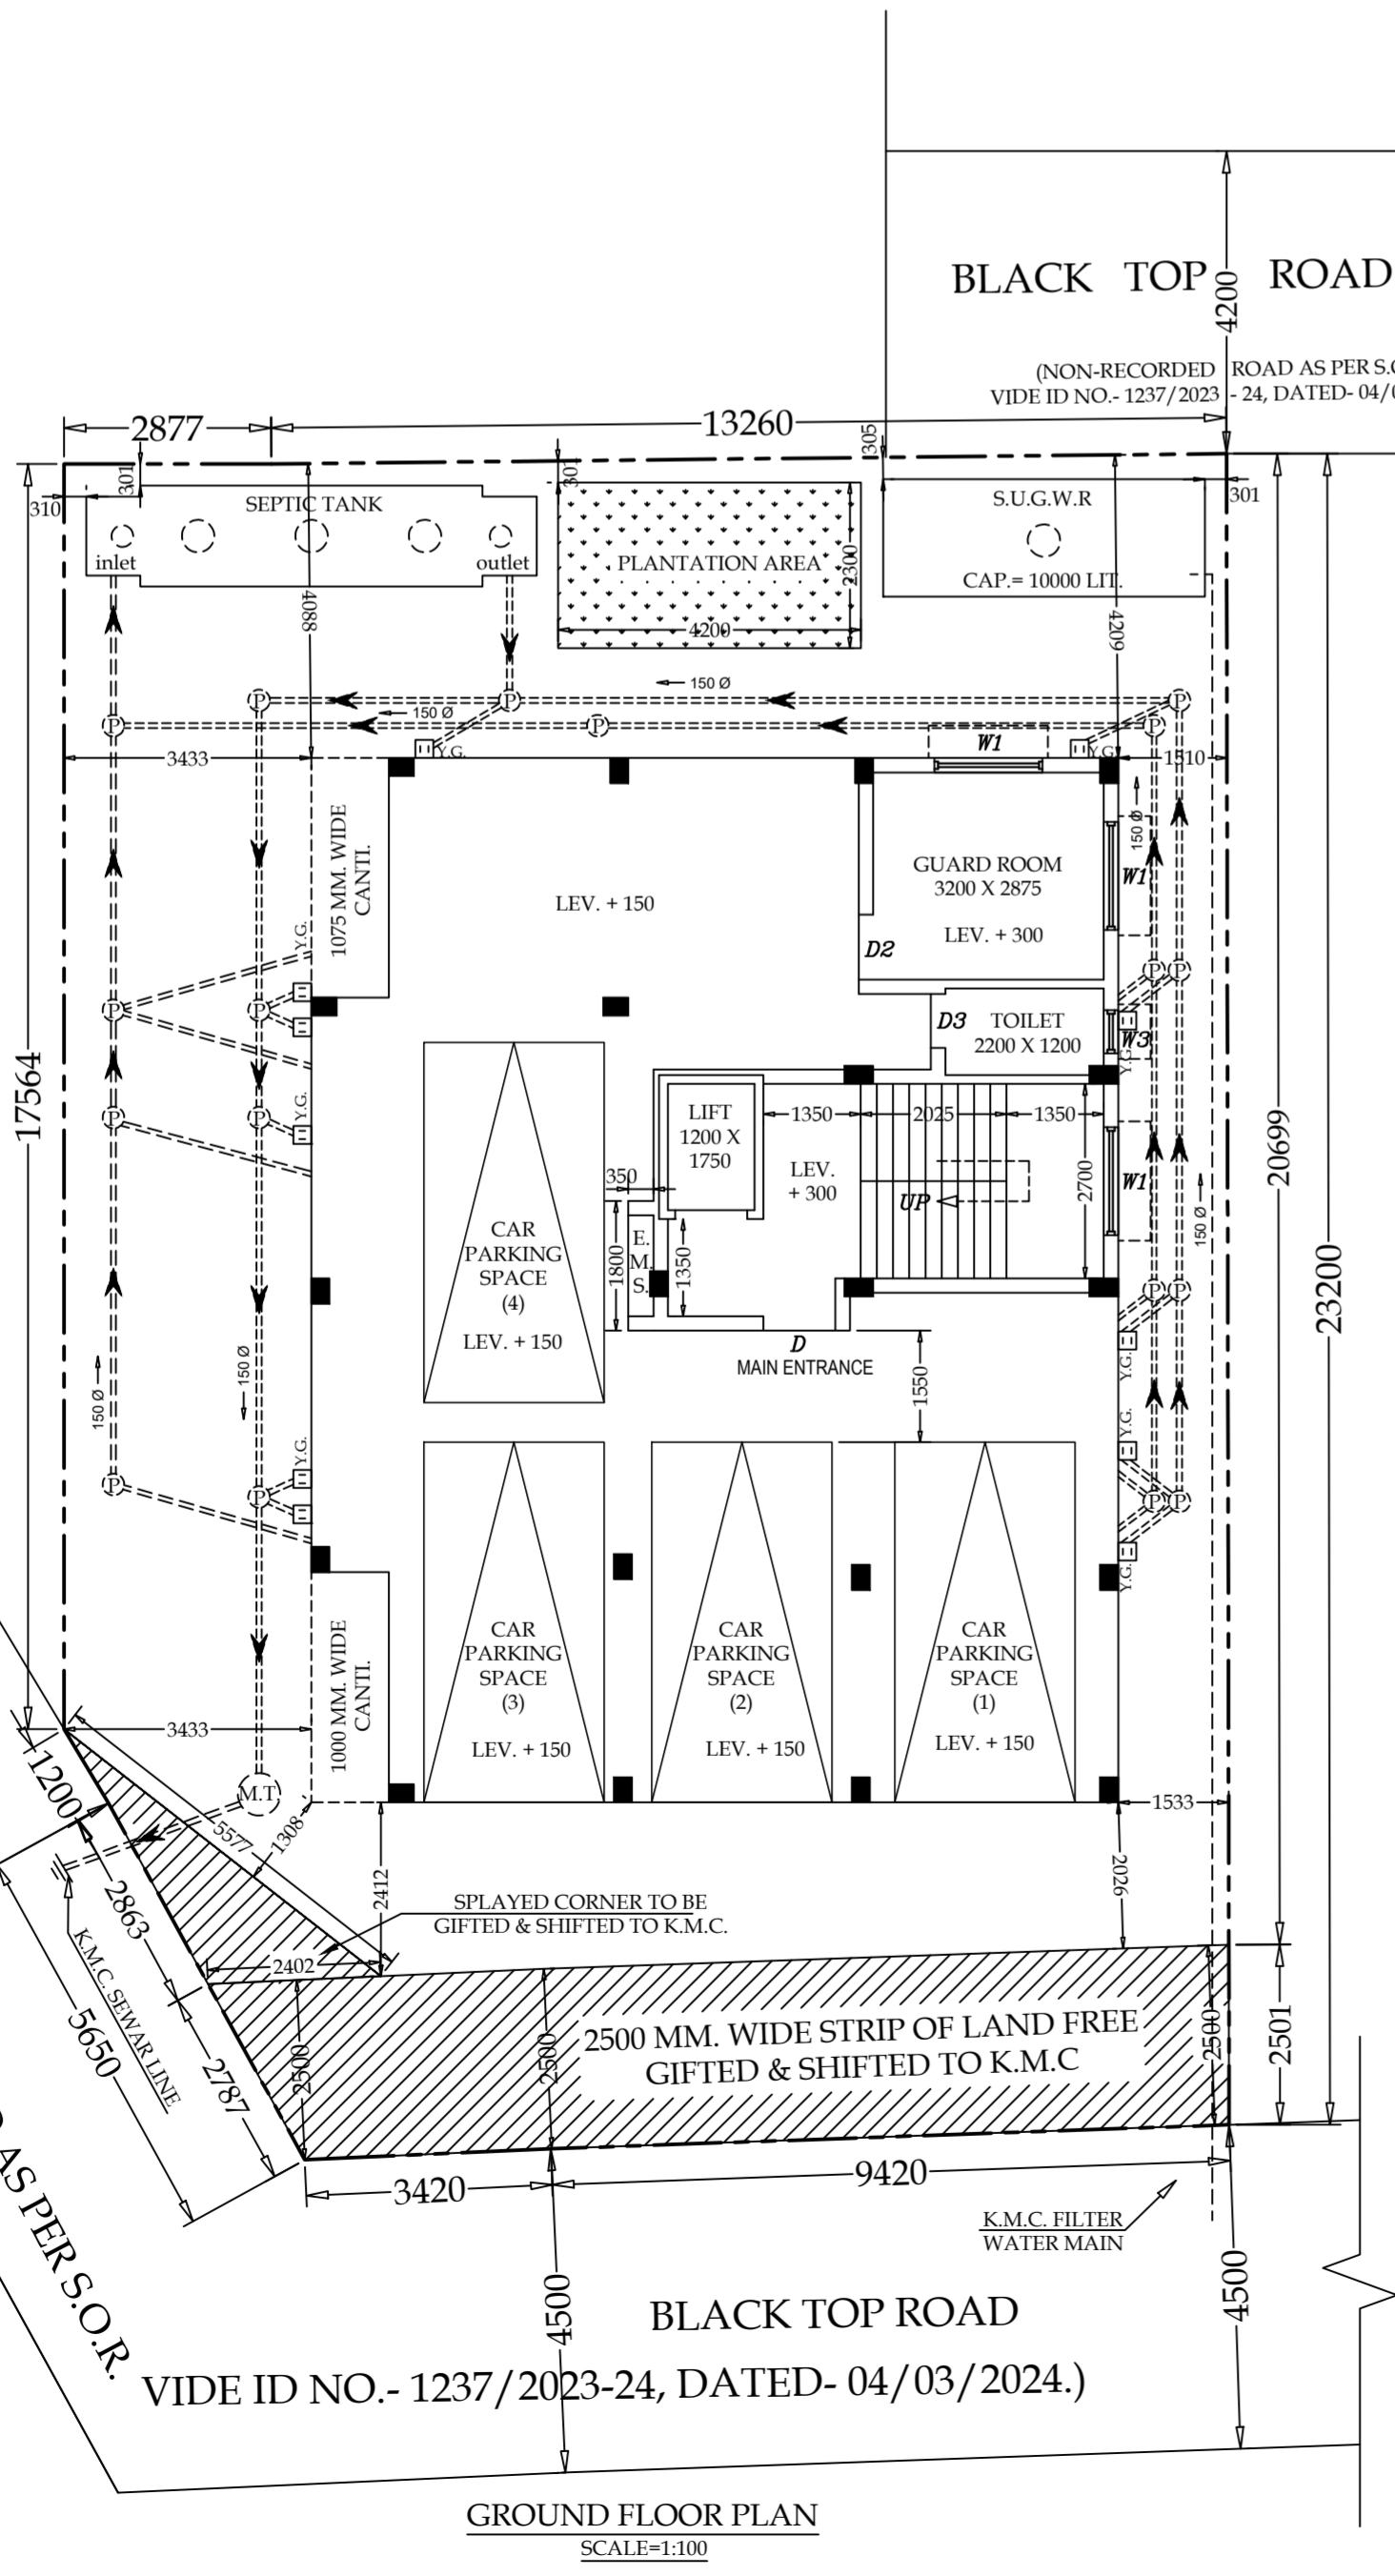 BLACK TOP ROAD
4200
(NON-RECORDED ROAD AS PER S.
VIDE ID NO.- 1237/2023 - 24, DATED- 04/
2877
13260
305
301
301
310
301
SEPTIC TANK
inlet
outlet
PLANTATION AREA
2300
4200
S.U.G.W.R
CAP.= 10000 LIT.
4088
4209
150 Ø
150 Ø
P
P
P
P
P
P
P
3433
1510
Y.G.
Y.G.
W1
1075 MM. WIDE
CANTI.
LEV. + 150
GUARD ROOM
3200 X 2875
LEV. + 300
D2
W1
150 Ø
Y.G.
P
P
P
P
D3
TOILET
2200 X 1200
W3
Y.G.
17564
20699
23200
P
P
Y.G.
LIFT
1200 X
1750
1350
2025
1350
LEV.
+ 300
UP
2700
W1
150 Ø
350
1800
E.
M.
S.
1350
CAR
PARKING
SPACE
(4)
LEV. + 150
P
P
D
MAIN ENTRANCE
1550
Y.G.
Y.G.
150 Ø
150 Ø
Y.G.
P
P
P
P
Y.G.
CAR
PARKING
SPACE
(3)
LEV. + 150
CAR
PARKING
SPACE
(2)
LEV. + 150
CAR
PARKING
SPACE
(1)
LEV. + 150
1000 MM. WIDE
CANTI.
3433
M.T.
1533
1200
5577
1308
2412
2026
SPLAYED CORNER TO BE
GIFTED & SHIFTED TO K.M.C.
2863
2402
K.M.C. SEWAR LINE
5650
2787
2500
2500
2500
2501
2500 MM. WIDE STRIP OF LAND FREE
GIFTED & SHIFTED TO K.M.C
3420
9420
K.M.C. FILTER
WATER MAIN
AS PER S.O.R.
4500
4500
BLACK TOP ROAD
VIDE ID NO.- 1237/2023-24, DATED- 04/03/2024.)
GROUND FLOOR PLAN
SCALE=1:100